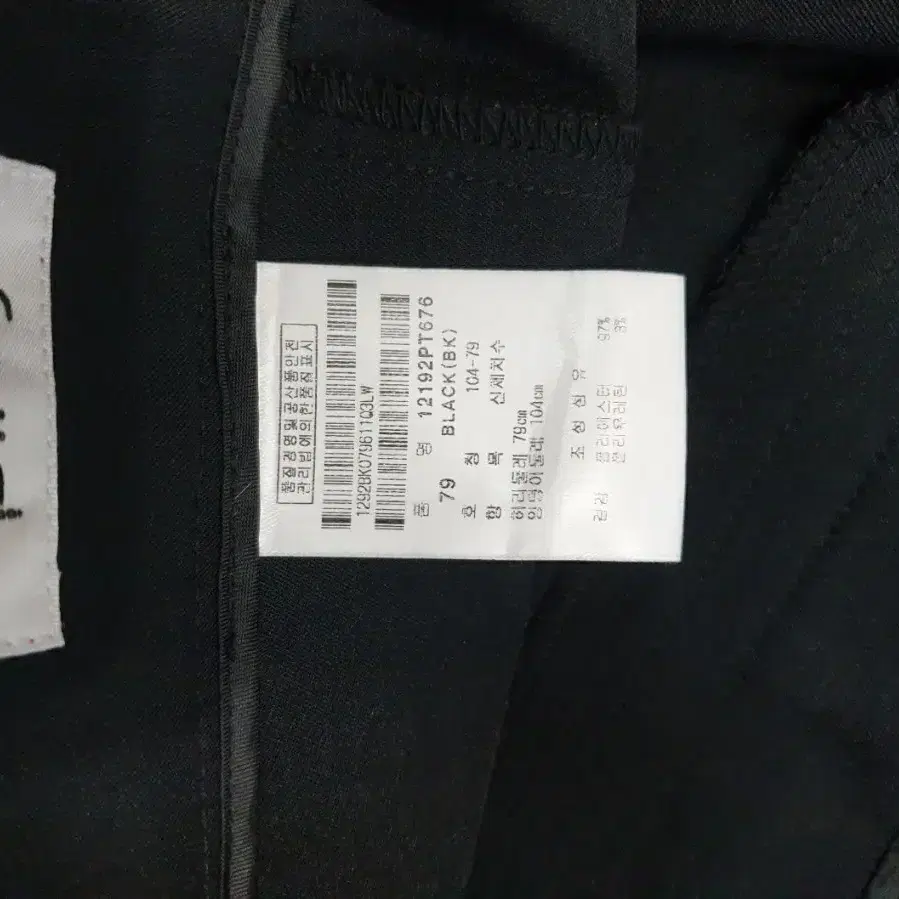 품질경영및공산품안전
관리법에의한품질표시
1292BK0796110Q3LW
품 명 12192PT676
79 BLACK(BK)
호 칭 104-79
항 목 신체치수
허리둘레 79cm
엉덩이둘레 104cm
조성섬유
겉감 폴리에스터 97%
폴리우레탄 3%